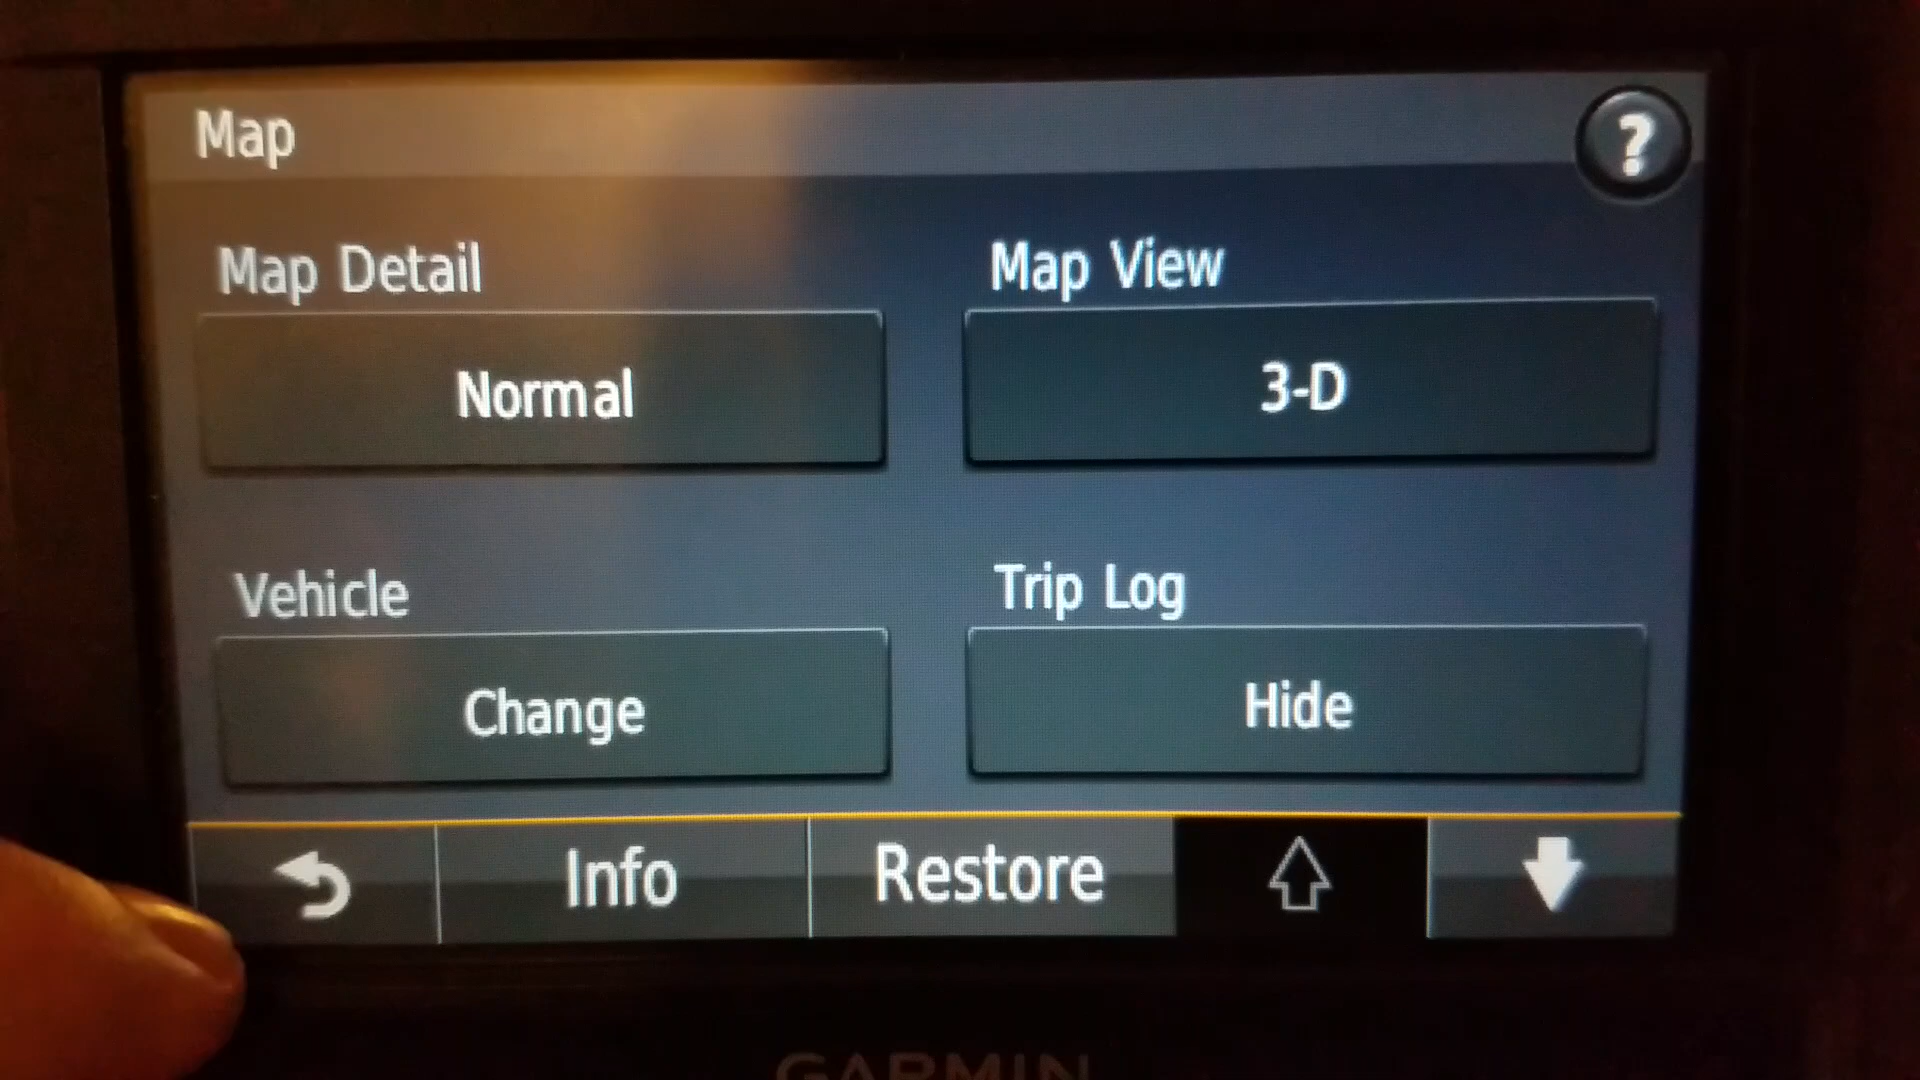 Map
?
Map Detail
Map View
Normal
3-D
Vehicle
Trip Log
Change
Hide
Info
Restore
GARMIN